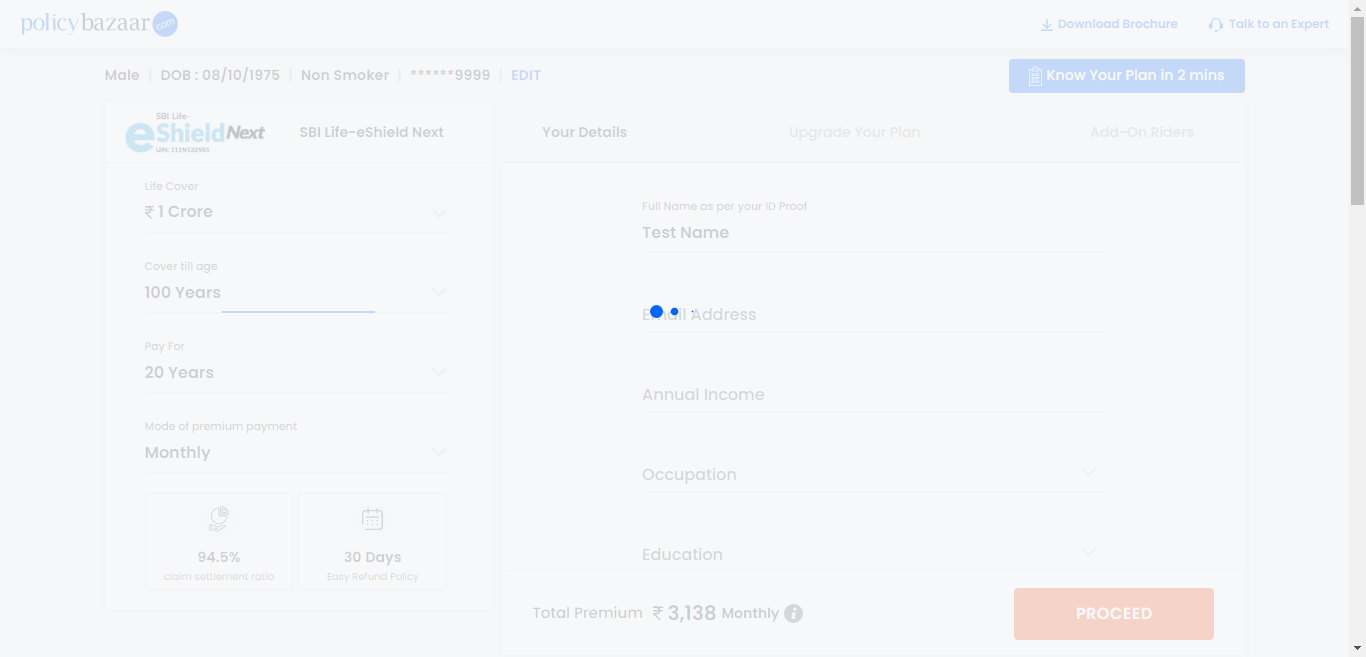 policybazaar.com
Download Brochure
Talk to an Expert
Male | DOB : 08/10/1975 | Non Smoker | ******9999 | EDIT
Know Your Plan in 2 mins
SBI Life-
eShield Next
UIN: 111N132V01
SBI Life-eShield Next
Life Cover
₹ 1 Crore
Cover till age
100 Years
Pay For
20 Years
Mode of premium payment
Monthly
94.5%
claim settlement ratio
30 Days
Easy Refund Policy
Your Details
Upgrade Your Plan
Add-On Riders
Full Name as per your ID Proof
Test Name
Email Address
Annual Income
Occupation
Education
Total Premium ₹ 3,138 Monthly
PROCEED